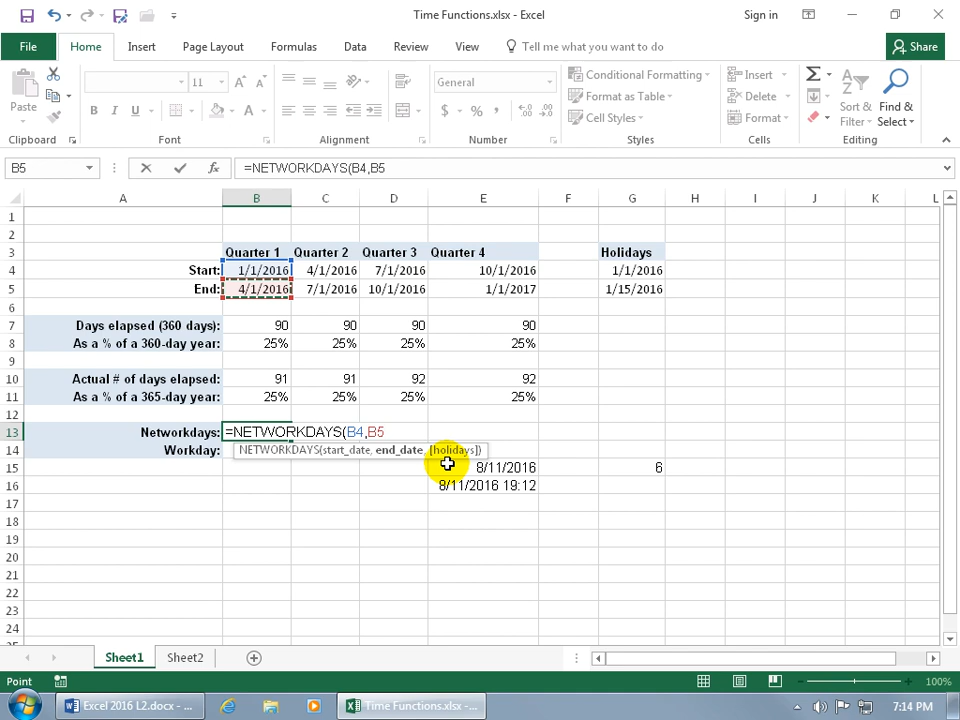 Time Functions.xlsx - Excel
Sign in
File Home Insert Page Layout Formulas Data Review View Tell me what you want to do Share
Paste
11
A A
B I U
A
General
$ % ,
Conditional Formatting
Format as Table
Cell Styles
Insert
Delete
Format
Sort & Filter
Find & Select
Clipboard Font Alignment Number Styles Cells Editing
B5 fx =NETWORKDAYS(B4,B5
A B C D E F G H I J K L
1
2
3 Quarter 1 Quarter 2 Quarter 3 Quarter 4 Holidays
4 Start: 1/1/2016 4/1/2016 7/1/2016 10/1/2016 1/1/2016
5 End: 4/1/2016 7/1/2016 10/1/2016 1/1/2017 1/15/2016
6
7 Days elapsed (360 days): 90 90 90 90
8 As a % of a 360-day year: 25% 25% 25% 25%
9
10 Actual # of days elapsed: 91 91 92 92
11 As a % of a 365-day year: 25% 25% 25% 25%
12
13 Networkdays: =NETWORKDAYS(B4,B5
14 Workday: NETWORKDAYS(start_date, end_date, [holidays])
15 8/11/2016 6
16 8/11/2016 19:12
17
18
19
20
21
22
23
24
Sheet1 Sheet2
POINT
100%
Excel 2016 L2.docx - ...
Time Functions.xlsx -...
7:14 PM